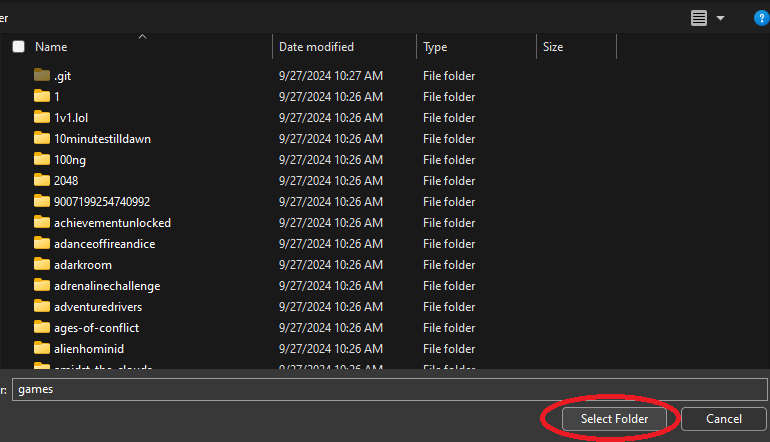 er
Name Date modified Type Size
.git 9/27/2024 10:27 AM File folder
1 9/27/2024 10:26 AM File folder
1v1.lol 9/27/2024 10:26 AM File folder
10minutestilldawn 9/27/2024 10:26 AM File folder
100ng 9/27/2024 10:26 AM File folder
2048 9/27/2024 10:26 AM File folder
9007199254740992 9/27/2024 10:26 AM File folder
achievementunlocked 9/27/2024 10:26 AM File folder
adanceoffireandice 9/27/2024 10:26 AM File folder
adarkroom 9/27/2024 10:26 AM File folder
adrenalinechallenge 9/27/2024 10:26 AM File folder
adventuredrivers 9/27/2024 10:26 AM File folder
ages-of-conflict 9/27/2024 10:26 AM File folder
alienhominid 9/27/2024 10:26 AM File folder
amidst-the-clouds 9/27/2024 10:26 AM File folder
r: games
Select Folder Cancel